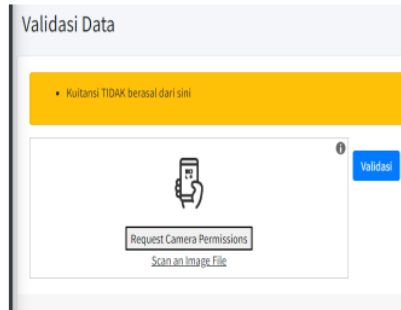 Validasi Data
• Kuitansi TIDAK berasal dari sini
Validasi
Request Camera Permissions
Scan an Image File